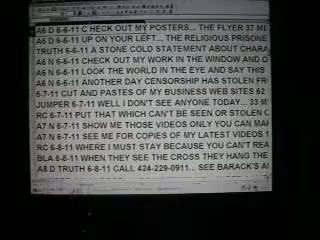 A6 D 6-6-11 C HECK OUT MY POSTERS... THE FLYER 37 ME
A6 D 6-6-11 UP ON YOUR LEFT... THE RELIGIOUS PRISONE
TRUTH 6-6-11 A STONE COLD STATEMENT ABOUT CHARA
A6 N 6-6-11 CHECK OUT MY WORK IN THE WINDOW AND O
A6 N 6-6-11 LOOK THE WORLD IN THE EYE AND SAY THIS
A6 N 6-6-11 ANOTHER DAY CENSORSHIP HAS STOLEN FR
6-7-11 CUT AND PASTES OF MY BUSINESS WEB SITES 62
JUMPER 6-7-11 WELL I DON'T SEE ANYONE TODAY... 33 M
RC 6-7-11 PUT THAT WHICH CAN'T BE SEEN OR STOLEN O
A7 N 6-7-11 SHOW ME THOSE VIDEOS ONLY YOU CAN MA
A7 N 6-7-11 SEE ME FOR COPIES OF MY LATEST VIDEOS 1
RC 6-8-11 WHERE I MUST STAY BECAUSE YOU CAN'T REA
BLA 6-8-11 WHEN THEY SEE THE CROSS THEY HANG THE
A8 D TRUTH 6-8-11 CALL 424-229-0911... SEE BARACK'S A